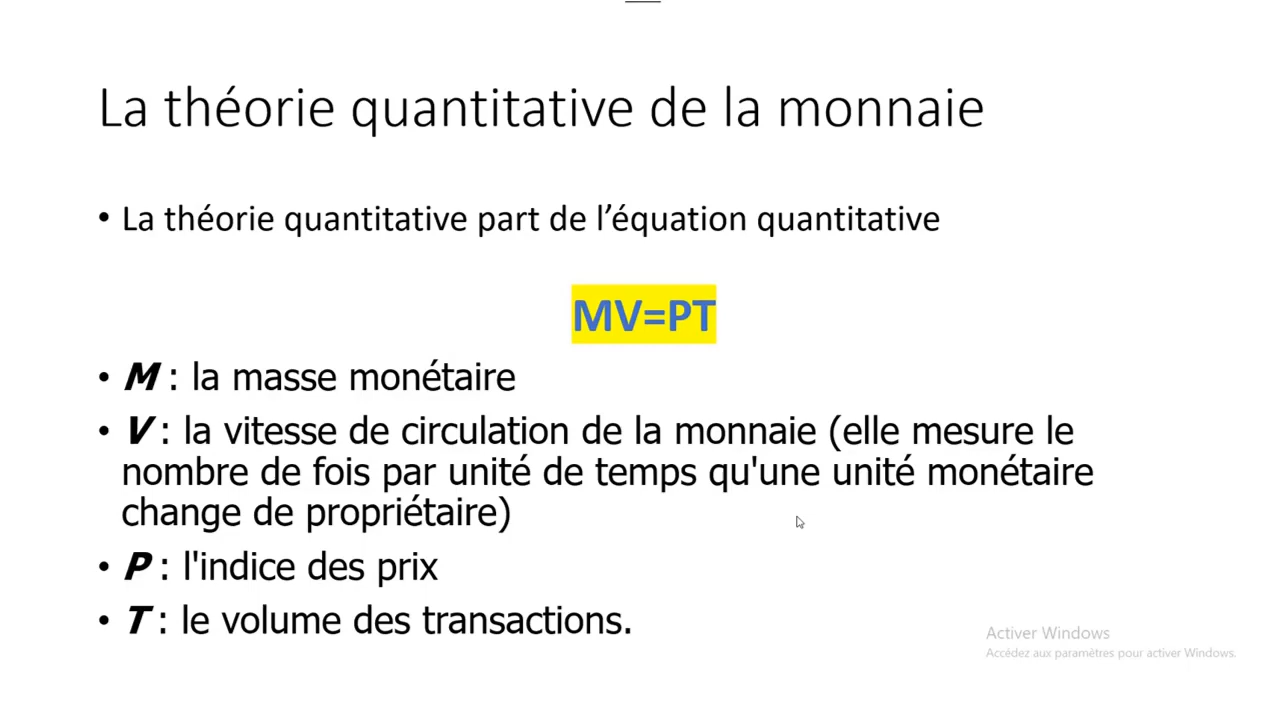 La théorie quantitative de la monnaie
• La théorie quantitative part de l’équation quantitative
MV=PT
• M : la masse monétaire
• V : la vitesse de circulation de la monnaie (elle mesure le
nombre de fois par unité de temps qu'une unité monétaire
change de propriétaire)
• P : l'indice des prix
• T : le volume des transactions.
Activer Windows
Accédez aux paramètres pour activer Windows.